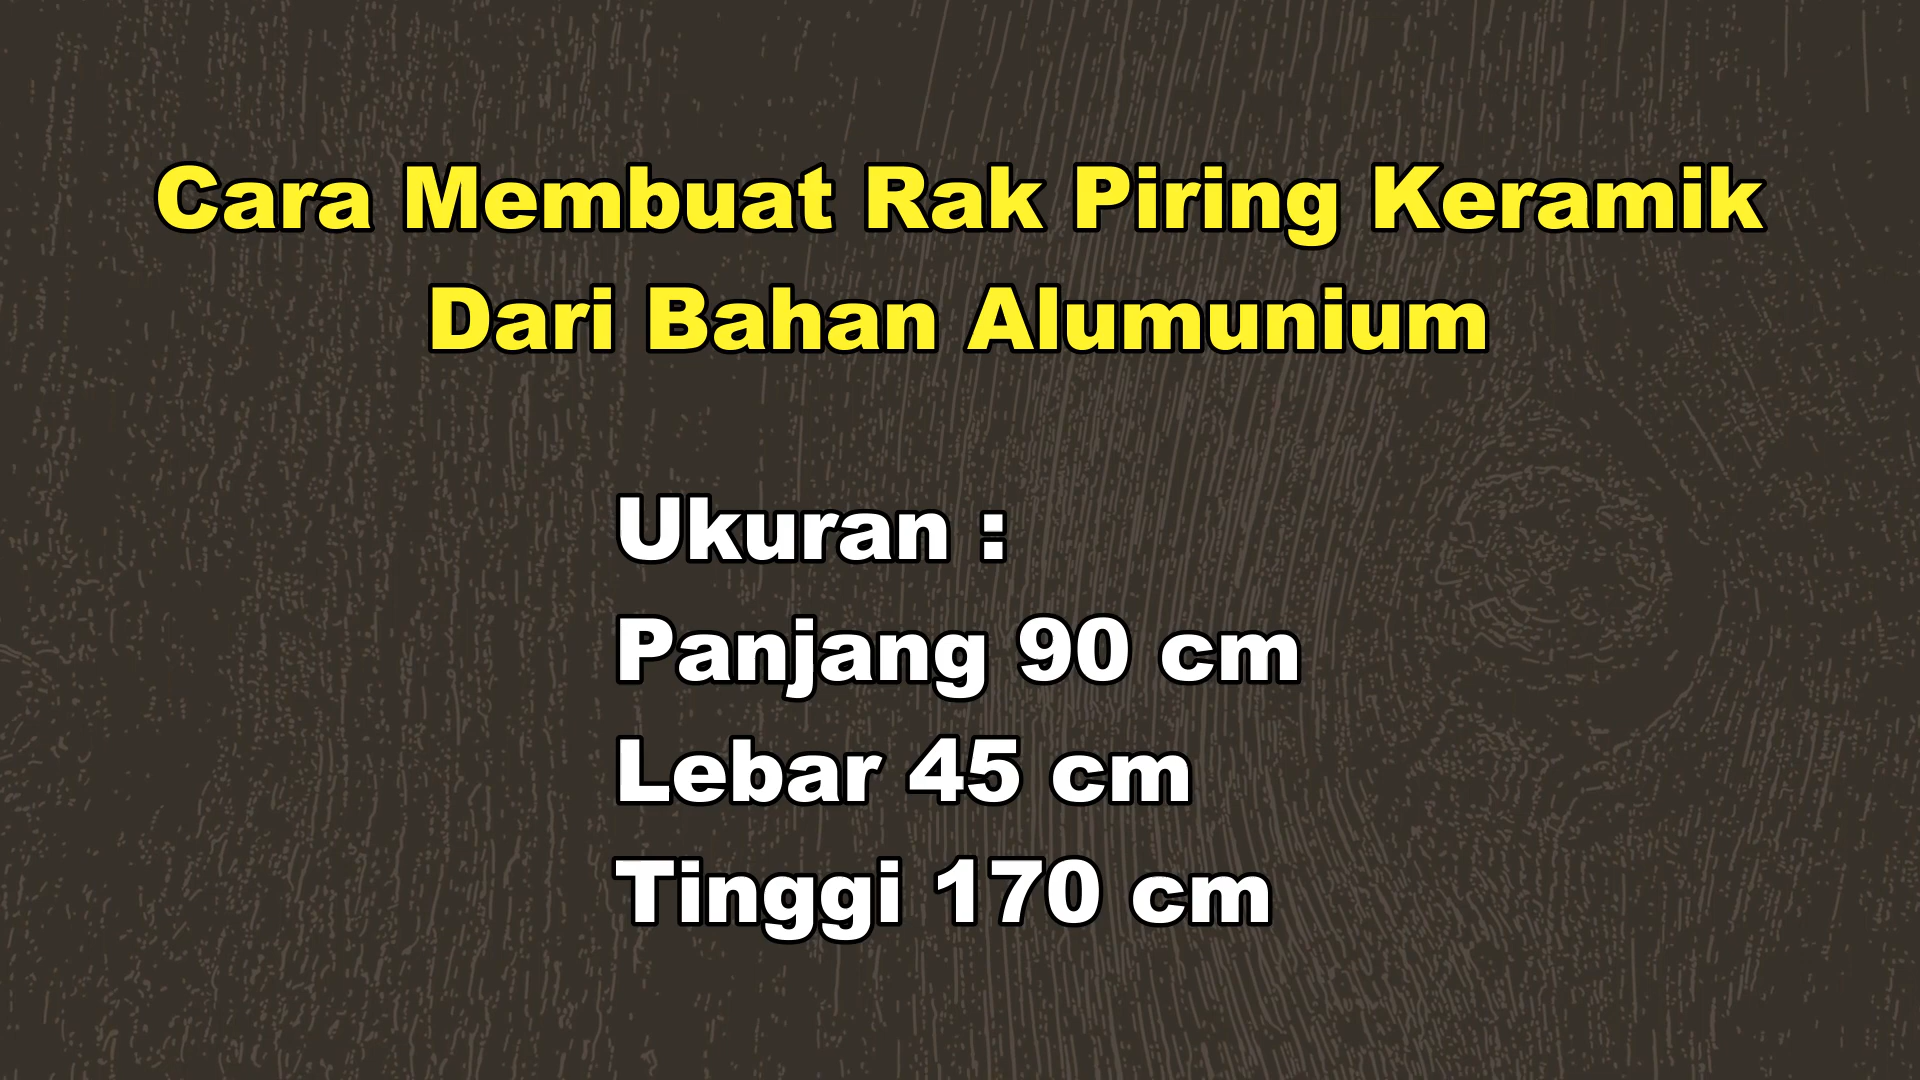 Cara Membuat Rak Piring Keramik
Dari Bahan Alumunium
Ukuran :
Panjang 90 cm
Lebar 45 cm
Tinggi 170 cm